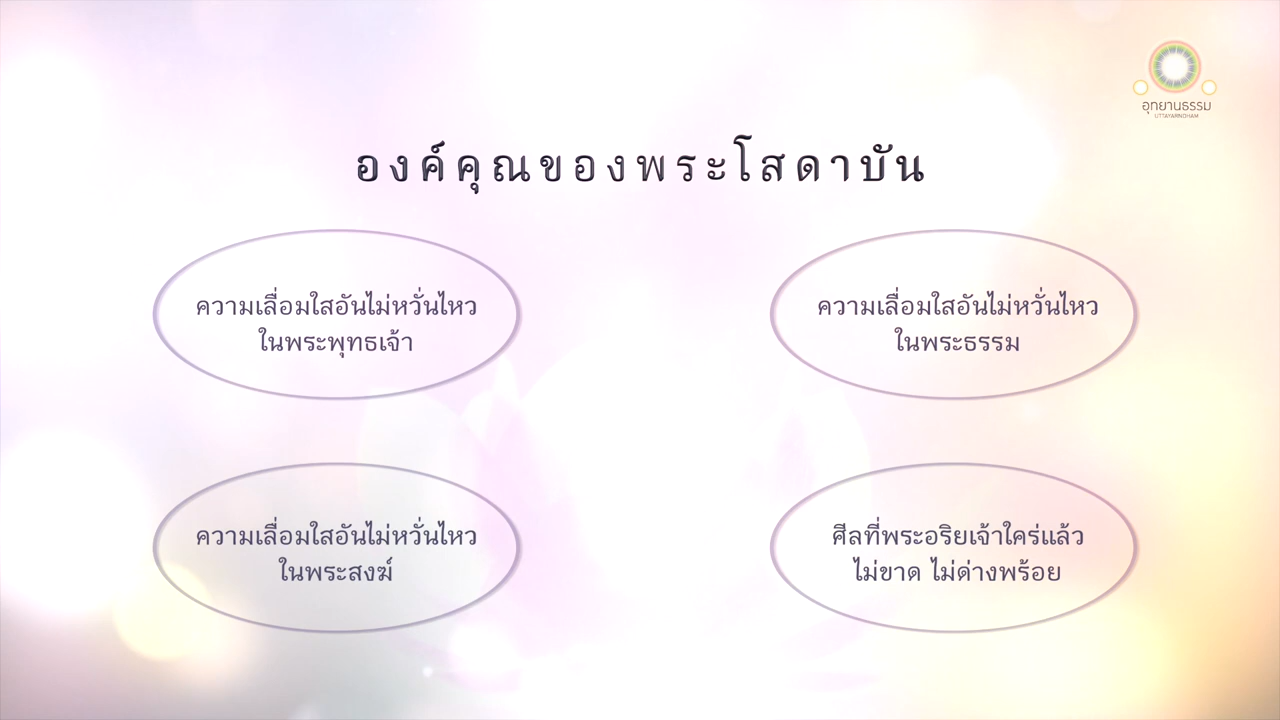 อุทยานธรรม
UTTAYARNDHAM
องค์คุณของพระโสดาบัน
ความเลื่อมใสอันไม่หวั่นไหว
ในพระพุทธเจ้า
ความเลื่อมใสอันไม่หวั่นไหว
ในพระธรรม
ความเลื่อมใสอันไม่หวั่นไหว
ในพระสงฆ์
ศีลที่พระอริยเจ้าใคร่แล้ว
ไม่ขาด ไม่ด่างพร้อย